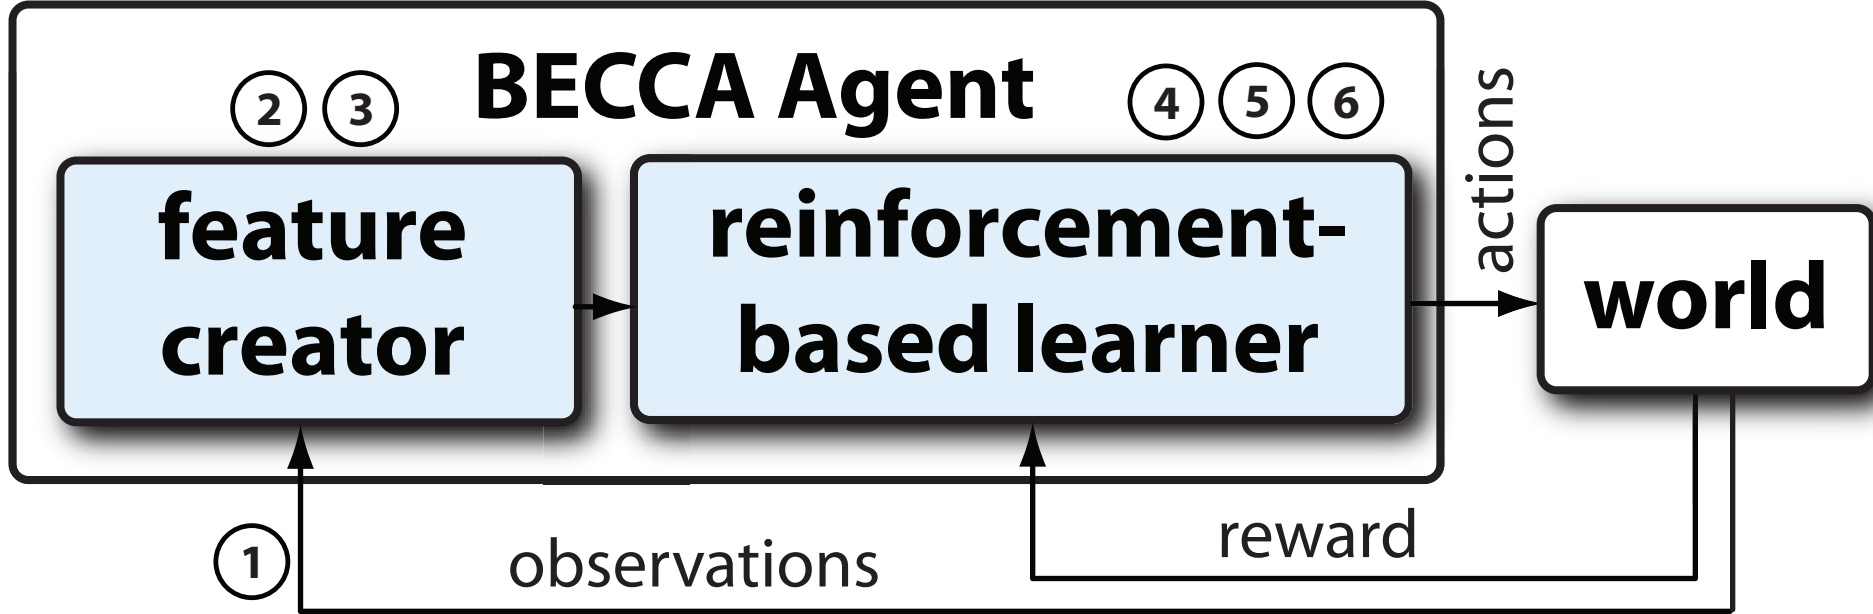 BECCA Agent
2 3
4 5 6
feature
creator
reinforcement-
based learner
actions
world
1
observations
reward